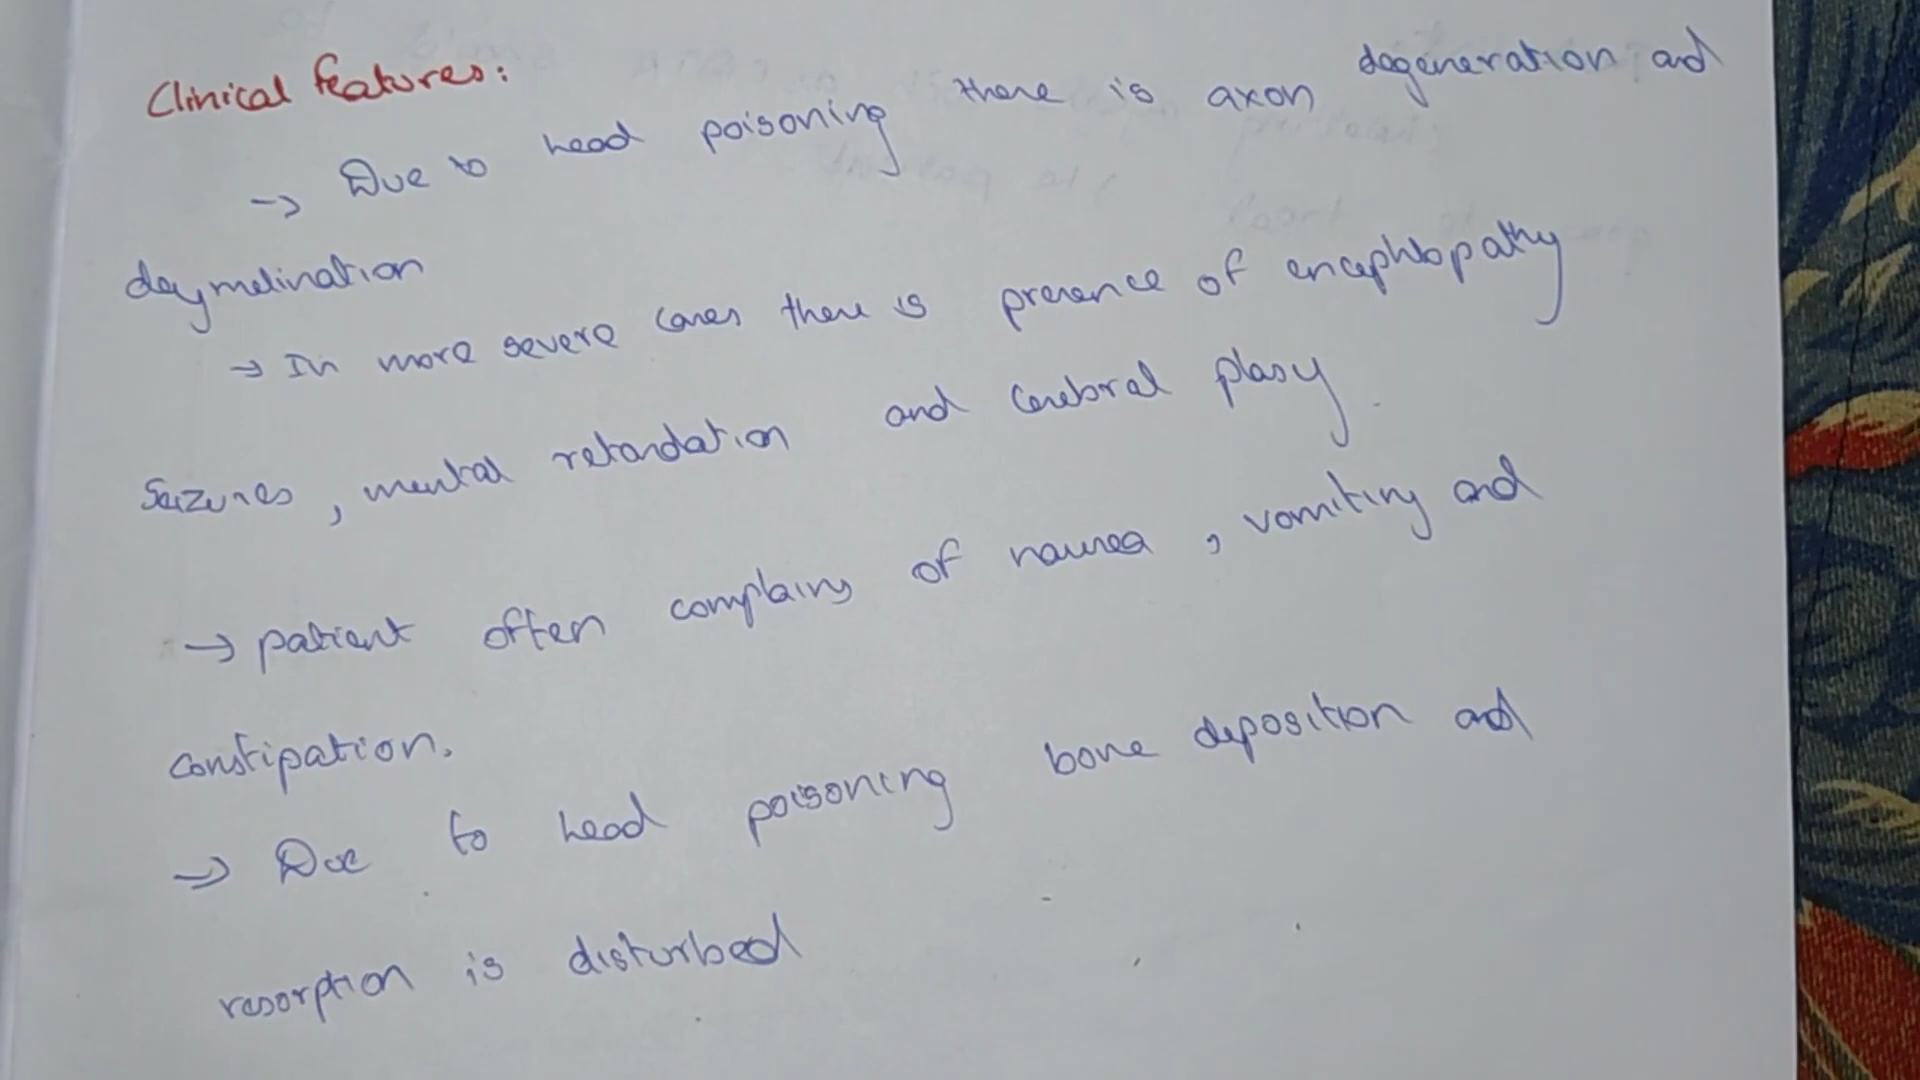 Clinical features:
→ Due to lead poisoning there is axon degeneration and
deymelination
→ In more severe cases there is presence of encephlopathy
Seizures, mental retardation and Cerebral plasy
→ patient often complains of nausea, vomiting and
constipation.
→ Due to lead poisoning bone deposition and
resorption is disturbed